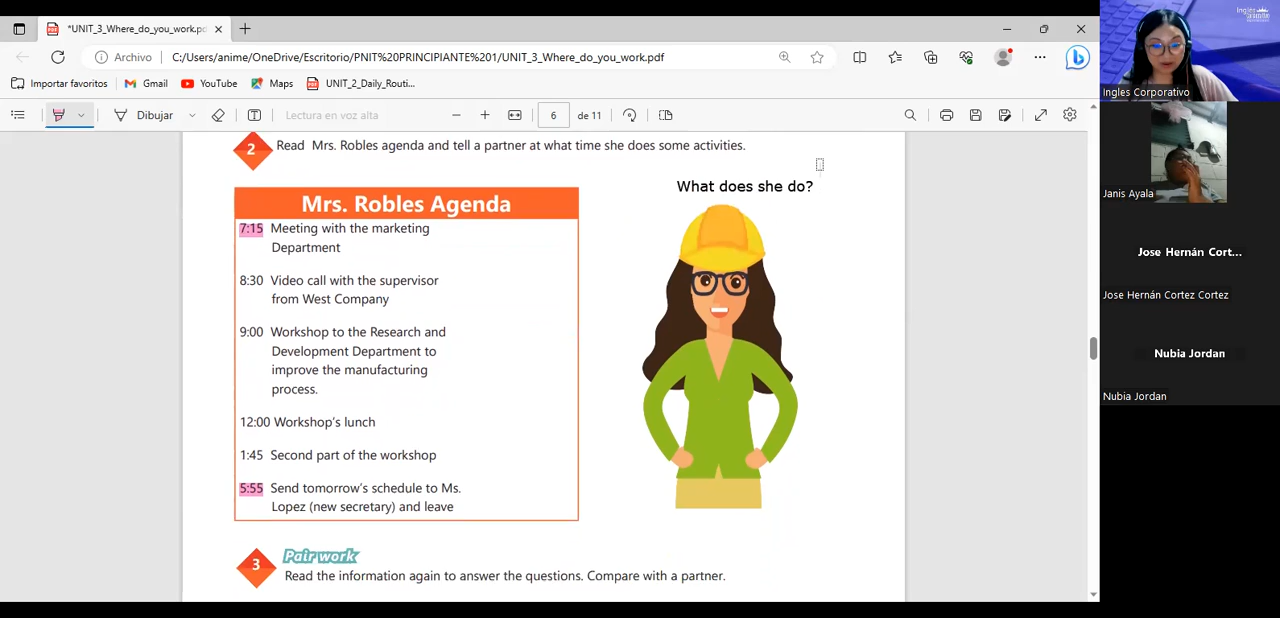 *UNIT_3_Where_do_you_work.pd
Archivo
C:/Users/anime/OneDrive/Escritorio/PNIT%20PRINCIPIANTE%201/UNIT_3_Where_do_you_work.pdf
Importar favoritos
Gmail
YouTube
Maps
UNIT_2_Daily_Routi...
Dibujar
Lectura en voz alta
6
de 11
2
Read Mrs. Robles agenda and tell a partner at what time she does some activities.
What does she do?
Mrs. Robles Agenda
7:15 Meeting with the marketing
Department
8:30 Video call with the supervisor
from West Company
9:00 Workshop to the Research and
Development Department to
improve the manufacturing
process.
12:00 Workshop's lunch
1:45 Second part of the workshop
5:55 Send tomorrow's schedule to Ms.
Lopez (new secretary) and leave
3
Pair work
Read the information again to answer the questions. Compare with a partner.
Ingles Corporativo
Janis Ayala
Jose Hernán Cort...
Jose Hernán Cortez Cortez
Nubia Jordan
Nubia Jordan